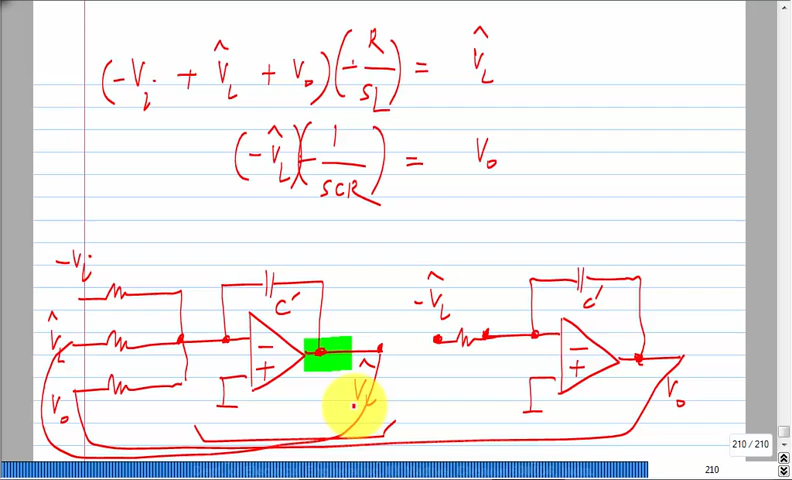 (-Vi + V̂L + Vo)(-R/SL) = V̂L
(-V̂L)(-1/SCR) = Vo
-Vi
V̂L
Vo
C'
-
+
V̂L
-V̂L
C'
-
+
Vo
210 / 210
210